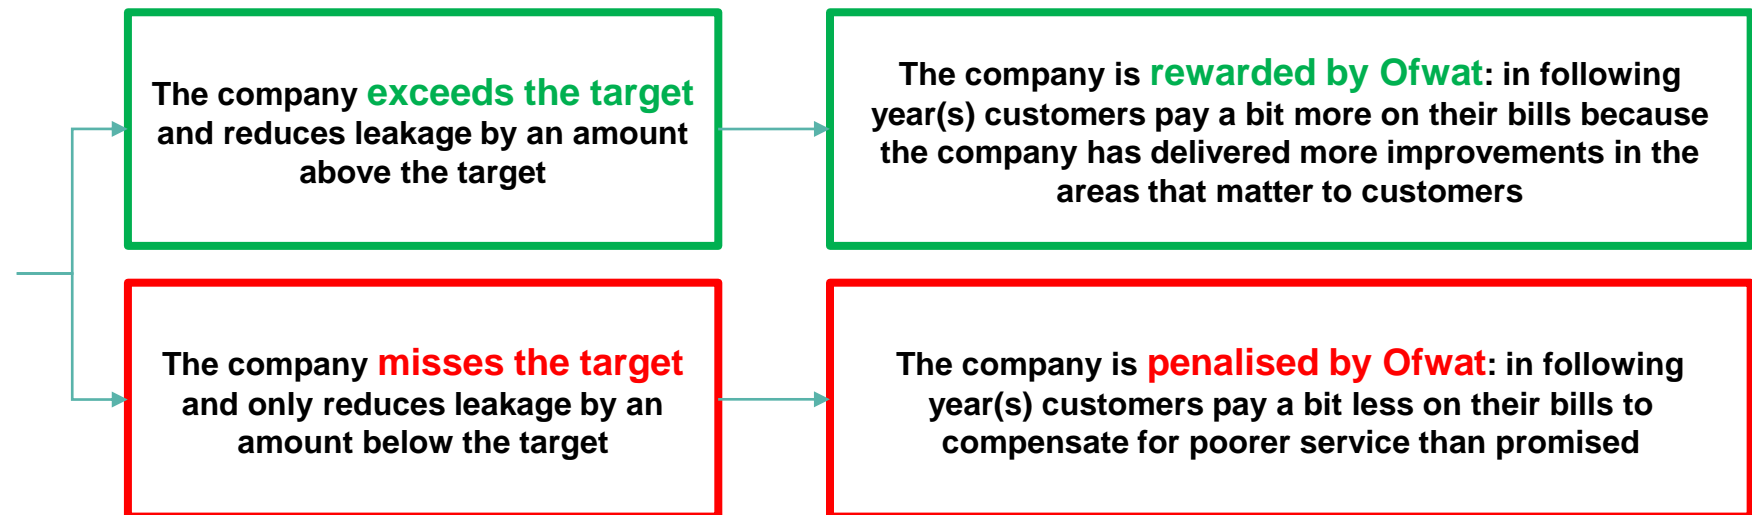 The company exceeds the target
and reduces leakage by an amount
above the target
The company is rewarded by Ofwat: in following
year(s) customers pay a bit more on their bills because
the company has delivered more improvements in the
areas that matter to customers
The company misses the target
and only reduces leakage by an
amount below the target
The company is penalised by Ofwat: in following
year(s) customers pay a bit less on their bills to
compensate for poorer service than promised